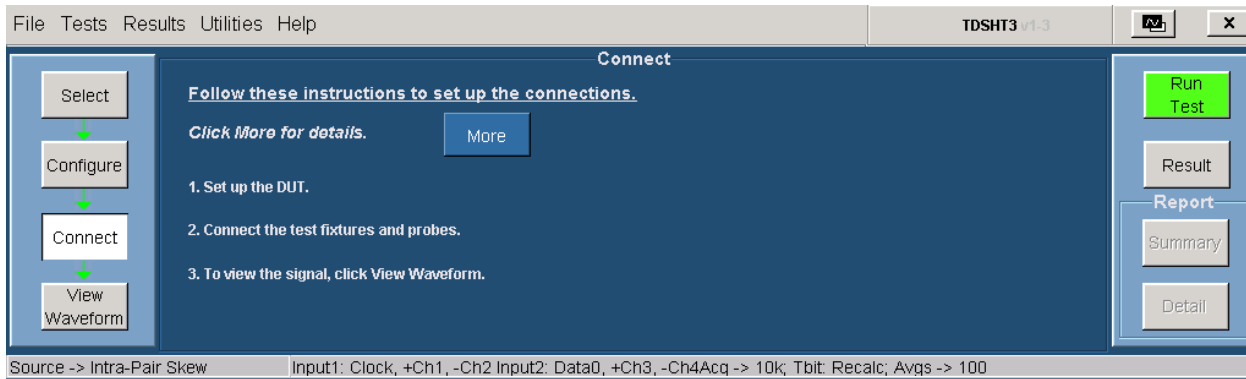 File Tests Results Utilities Help TDSHT3 v1-3 x
Connect
Select
Configure
Connect
View
Waveform
Follow these instructions to set up the connections.
Click More for details. More
1. Set up the DUT.
2. Connect the test fixtures and probes.
3. To view the signal, click View Waveform.
Run
Test
Result
Report
Summary
Detail
Source -> Intra-Pair Skew Input1: Clock, +Ch1, -Ch2 Input2: Data0, +Ch3, -Ch4Acq -> 10k; Tbit: Recalc; Avgs -> 100